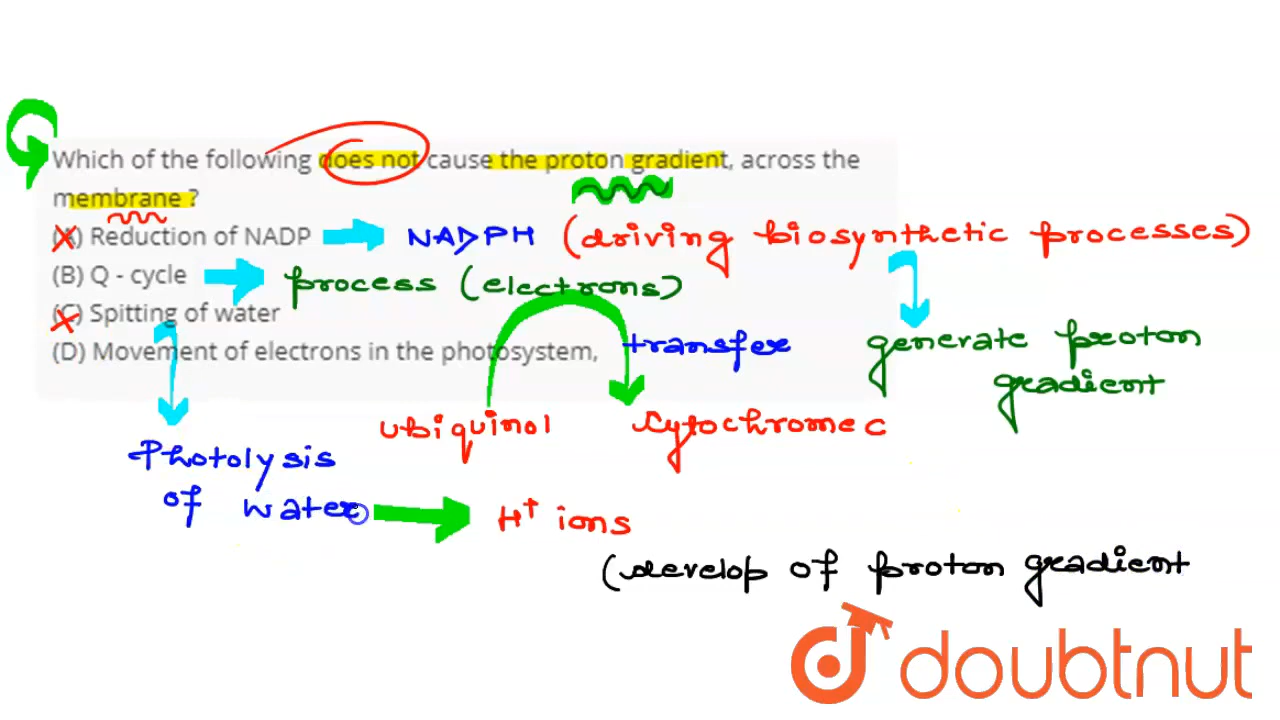 Which of the following does not cause the proton gradient, across the
membrane ?
(A) Reduction of NADP → NADPH (driving biosynthetic processes)
(B) Q - cycle → process (electrons)
(C) Spitting of water
(D) Movement of electrons in the photosystem,
transfer
generate proton
gradient
ubiquinol
Cytochromec
Photolysis
of water → H+ ions
(develop of proton gradient
doubtnut